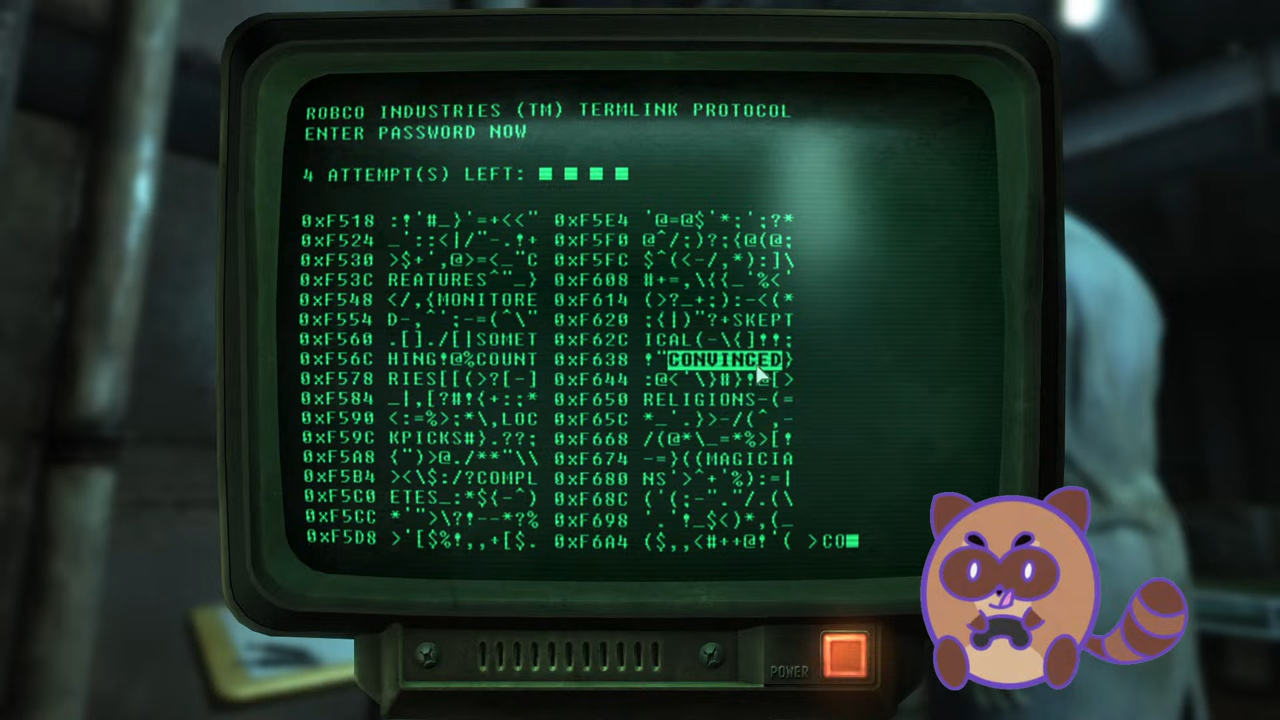 ROBCO INDUSTRIES (TM) TERMLINK PROTOCOL
ENTER PASSWORD NOW
4 ATTEMPT(S) LEFT:
0xF518 :!'#_}'=+<<" 0xF5E4 '@=@$'*;';?*
0xF524 _'::<|/"-.!+ 0xF5F0 @^/;)?;{@(@;
0xF530 >$+',@>=<_"C 0xF5FC $^(<-/,*):]\
0xF53C REATURES^"_} 0xF608 #+=,\{{_'%<'
0xF548 </,{MONITORE 0xF614 (>?_+;):-<(*
0xF554 D-,^';-=(^\" 0xF620 ;{|)"?+SKEPT
0xF560 .[]./[|SOMET 0xF62C ICAL(-\{]!!;
0xF56C HING!@%COUNT 0xF638 !"CONVINCED}
0xF578 RIES[[(>?[-] 0xF644 :@<"\}#}!@[>
0xF584 _|,[?#!{+:;* 0xF650 RELIGIONS-(=
0xF590 <:=%>;*\,LOC 0xF65C *_'.}>-/(^,-
0xF59C KPICKS#}.??; 0xF668 /(@*\_=*%>[!
0xF5A8 {")>@./**"\\ 0xF674 -=}((MAGICIA
0xF5B4 ><\$:/?COMPL 0xF680 NS'>^+'%):=|
0xF5C0 ETES_:*${-^) 0xF68C ('(;-"."/.(\
0xF5CC *'">\?!--*?% 0xF698 '.'!_$<)*,(_
0xF5D8 >'[$%!,,+[$. 0xF6A4 ($,,<#++@!'( >CO
POWER